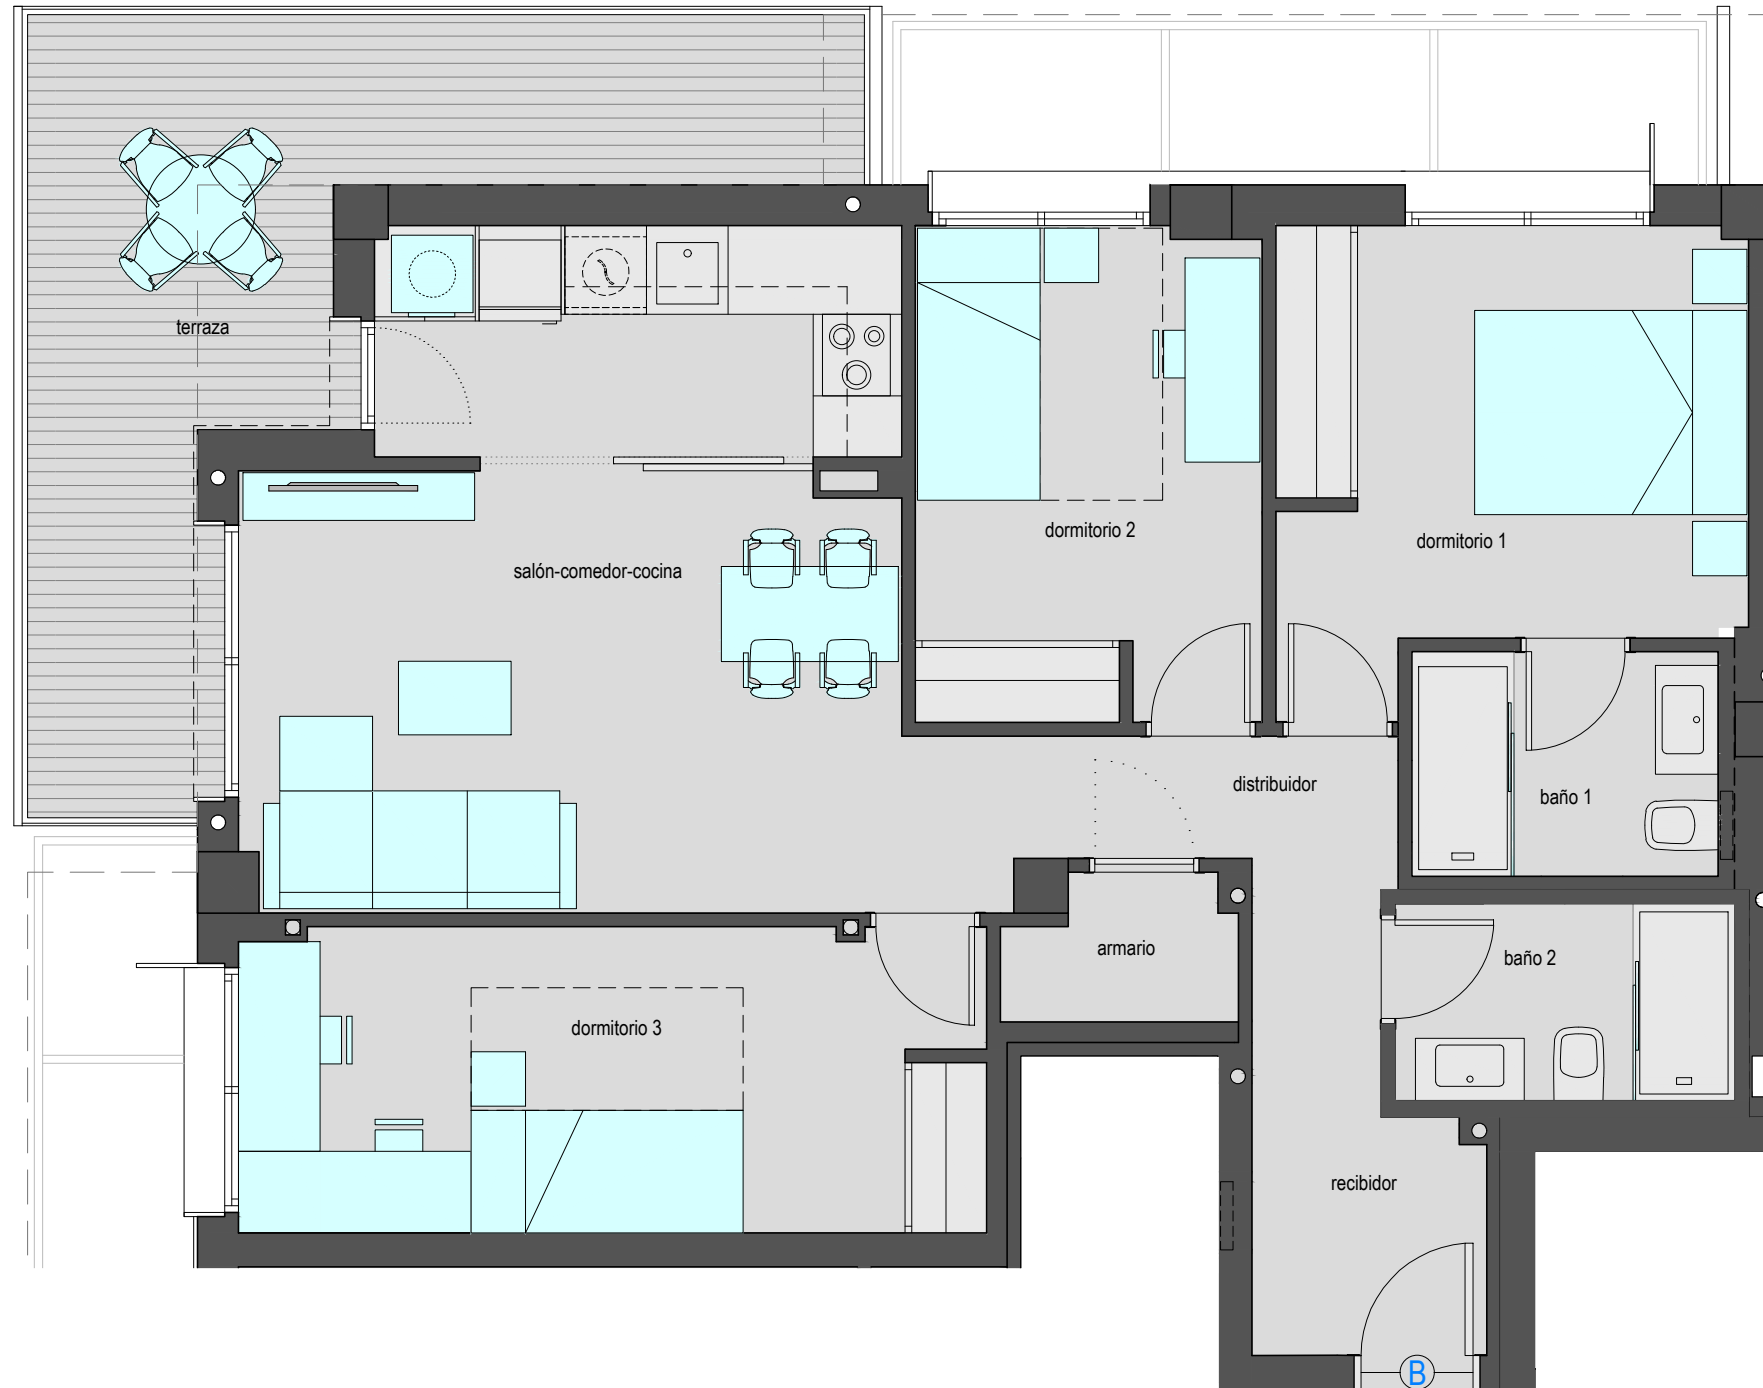 terraza
dormitorio 2
dormitorio 1
salón-comedor-cocina
distribuidor
baño 1
armario
baño 2
dormitorio 3
recibidor
B